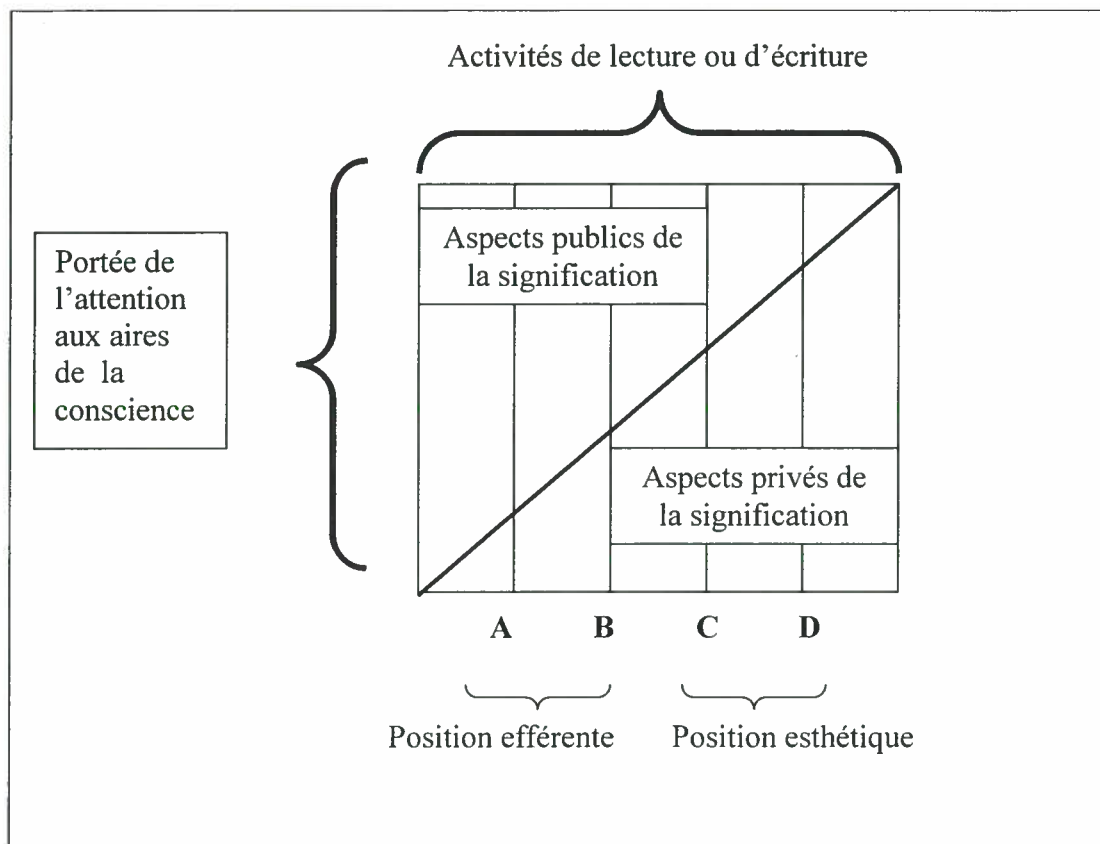 Activités de lecture ou d'écriture
Aspects publics de
la signification
Portée de
l'attention
aux aires
de la
conscience
Aspects privés de
la signification
A B C D
Position efférente Position esthétique